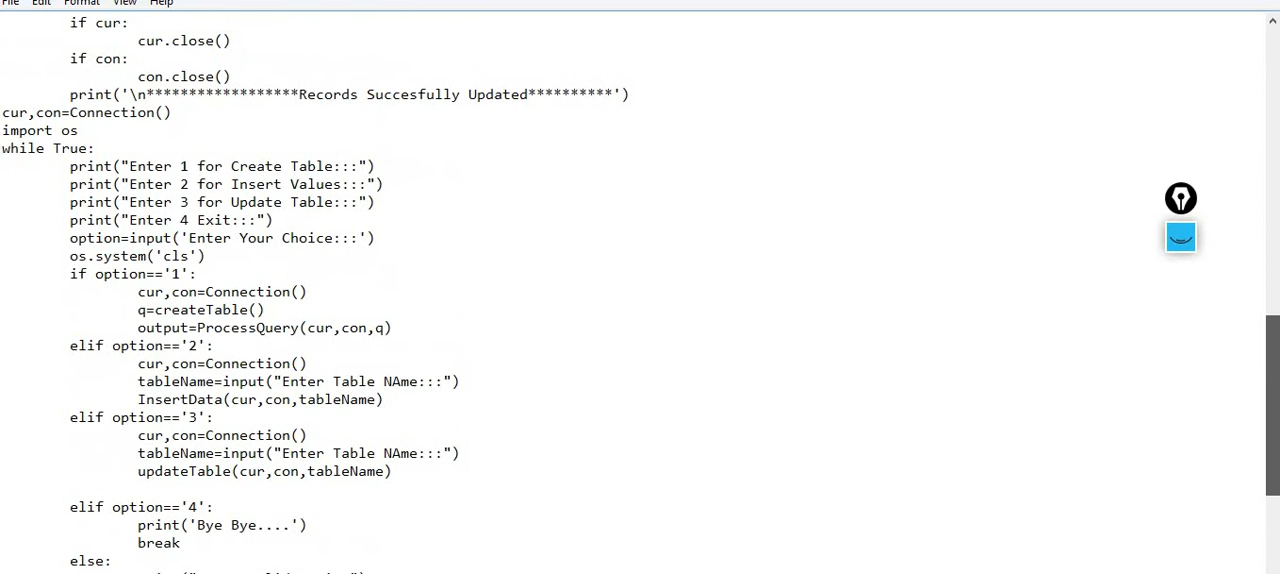 File Edit Format View Help
if cur:
cur.close()
if con:
con.close()
print('\n******************Records Succesfully Updated**********')
cur,con=Connection()
import os
while True:
print("Enter 1 for Create Table:::")
print("Enter 2 for Insert Values:::")
print("Enter 3 for Update Table:::")
print("Enter 4 Exit:::")
option=input('Enter Your Choice:::')
os.system('cls')
if option=='1':
cur,con=Connection()
q=createTable()
output=ProcessQuery(cur,con,q)
elif option=='2':
cur,con=Connection()
tableName=input("Enter Table NAme:::")
InsertData(cur,con,tableName)
elif option=='3':
cur,con=Connection()
tableName=input("Enter Table NAme:::")
updateTable(cur,con,tableName)
elif option=='4':
print('Bye Bye....')
break
else: